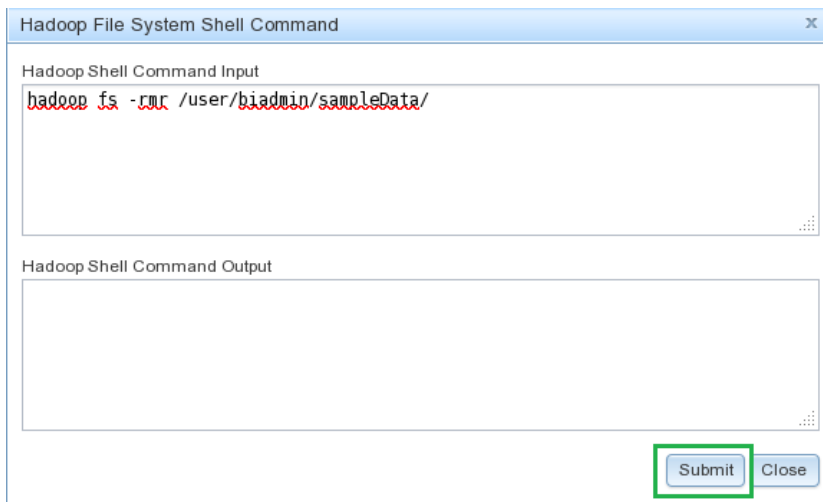 Hadoop File System Shell Command x
Hadoop Shell Command Input
hadoop fs -rmr /user/biadmin/sampleData/
Hadoop Shell Command Output
Submit Close